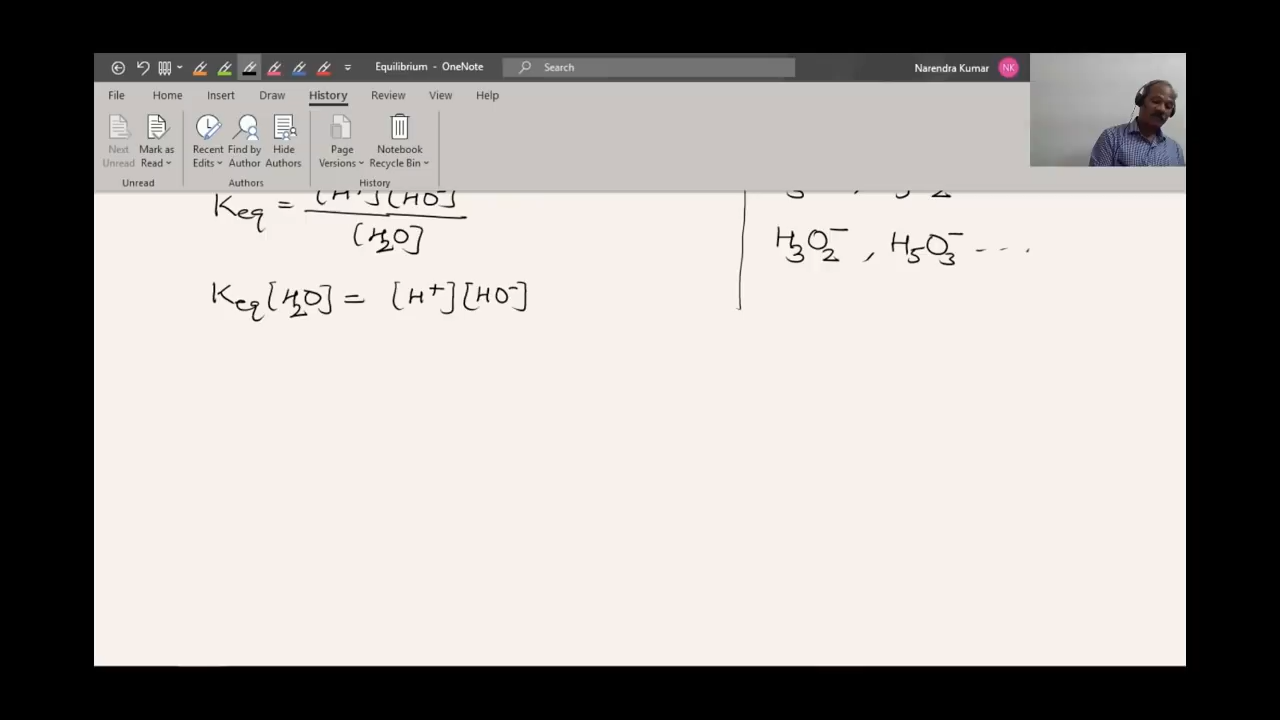 Equilibrium - OneNote
Search
Narendra Kumar NK
File Home Insert Draw History Review View Help
Next Unread
Mark as Read
Recent Edits
Find by Author
Hide Authors
Page Versions
Notebook Recycle Bin
Unread Authors History
Keq = [H⁺][HO⁻] / [H₂O]
H₃O₂⁻ , H₅O₃⁻ - - - .
Keq[H₂O] = [H⁺][HO⁻]